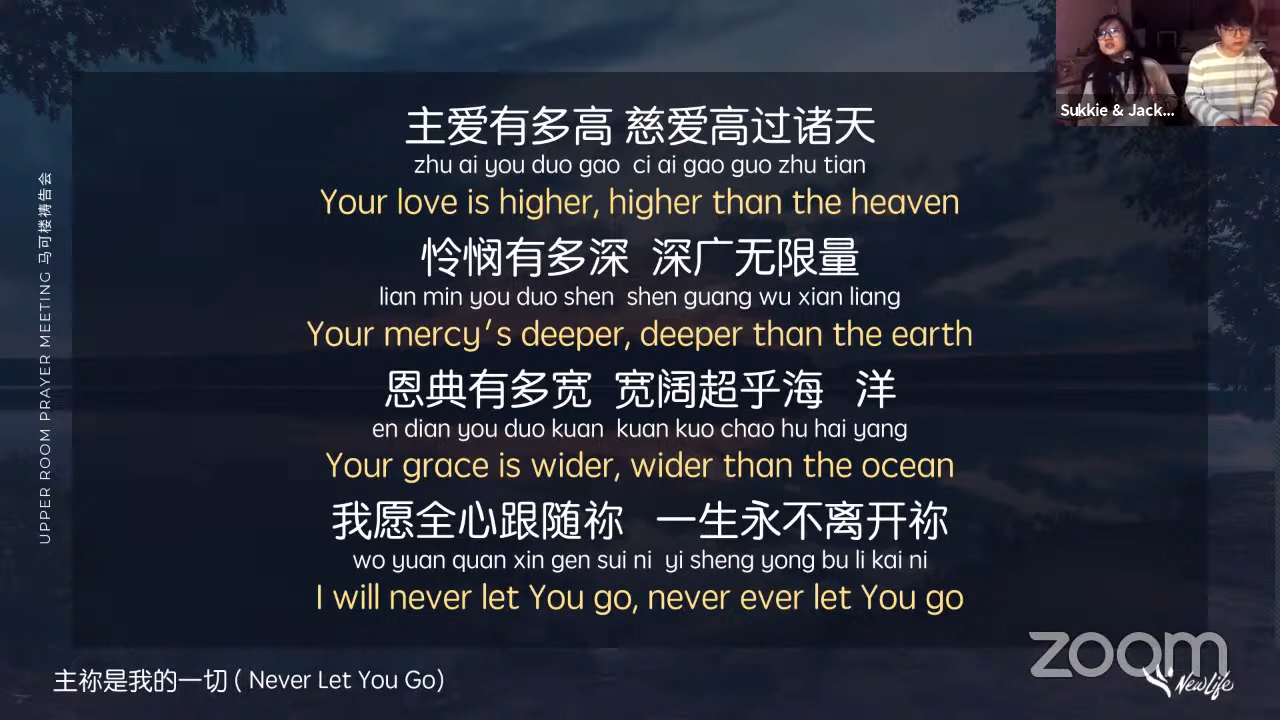 Sukkie & Jack...
主爱有多高 慈爱高过诸天
zhu ai you duo gao ci ai gao guo zhu tian
Your love is higher, higher than the heaven
怜悯有多深 深广无限量
lian min you duo shen shen guang wu xian liang
Your mercy's deeper, deeper than the earth
恩典有多宽 宽阔超乎海 洋
en dian you duo kuan kuan kuo chao hu hai yang
Your grace is wider, wider than the ocean
我愿全心跟随祢 一生永不离开祢
wo yuan quan xin gen sui ni yi sheng yong bu li kai ni
I will never let You go, never ever let You go
UPPER ROOM PRAYER MEETING 马可楼祷告会
主祢是我的一切 ( Never Let You Go)
zoom
NewLife